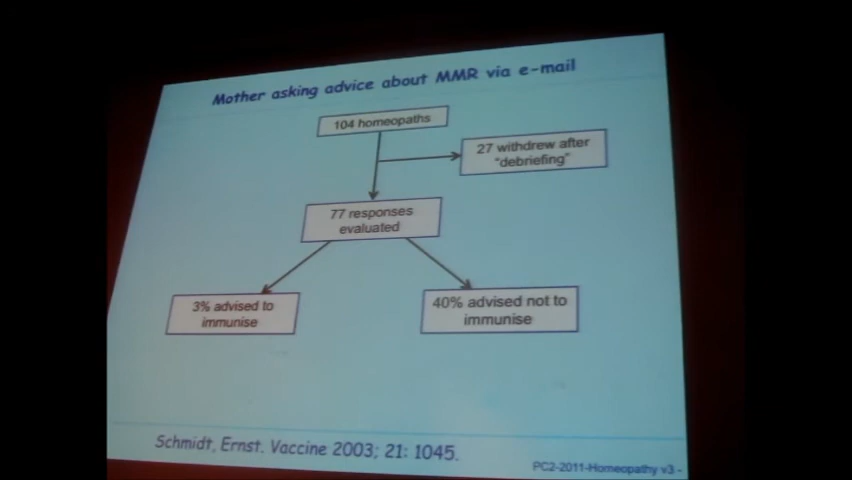 Mother asking advice about MMR via e-mail
104 homeopaths
27 withdrew after
"debriefing"
77 responses
evaluated
3% advised to
immunise
40% advised not to
immunise
Schmidt, Ernst. Vaccine 2003; 21: 1045.
PC2-2011-Homeopathy v3 -